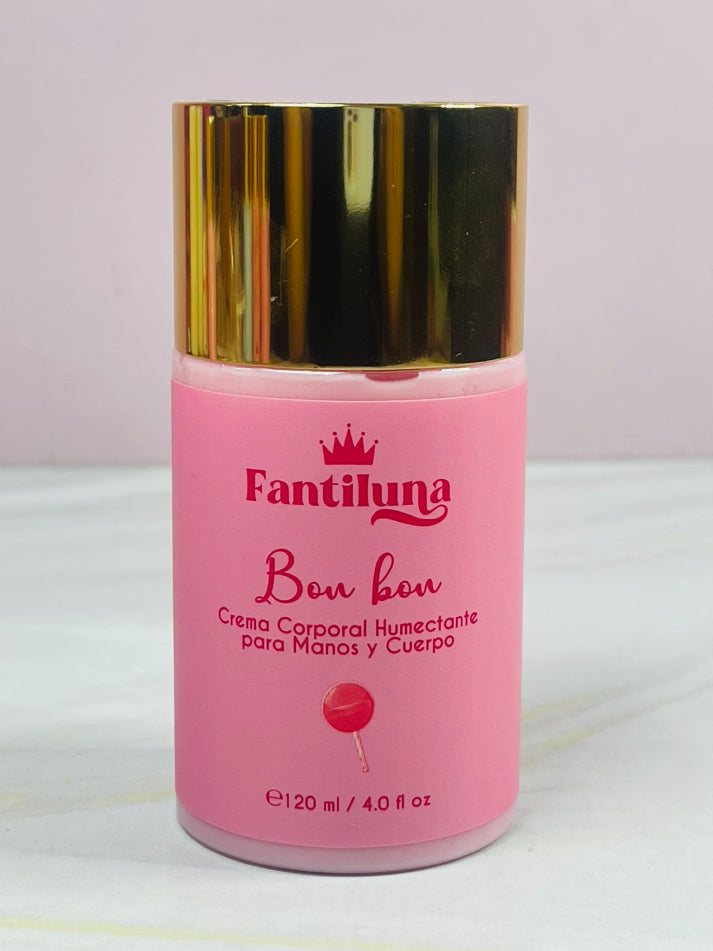 Fantiluna
Bon bon
Crema Corporal Humectante
para Manos y Cuerpo
℮120 ml / 4.0 fl oz